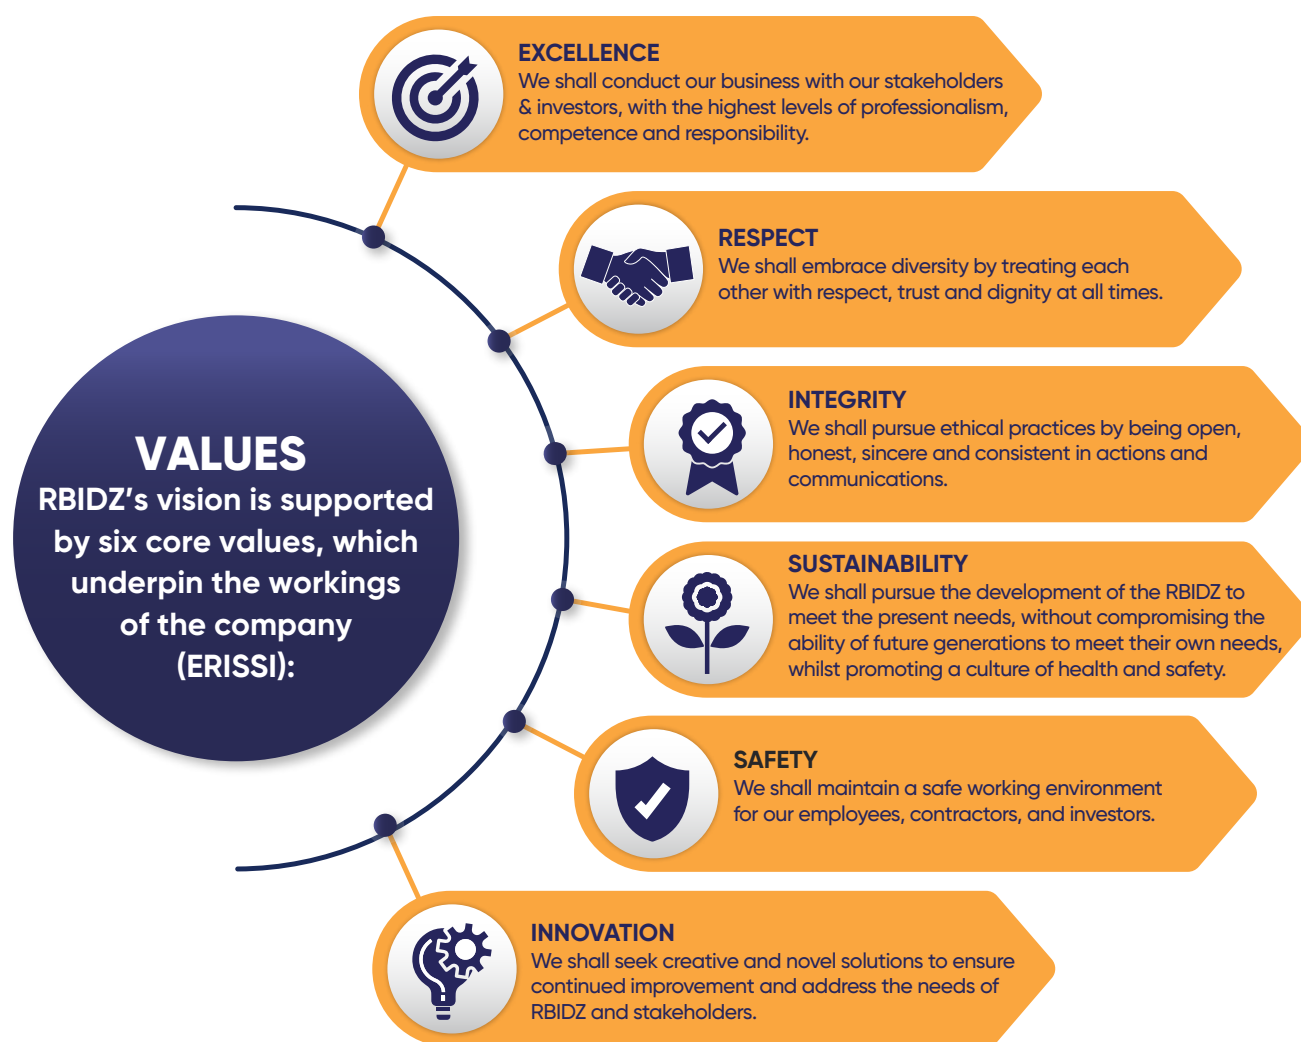 EXCELLENCE
We shall conduct our business with our stakeholders
& investors, with the highest levels of professionalism,
competence and responsibility.
RESPECT
We shall embrace diversity by treating each
other with respect, trust and dignity at all times.
INTEGRITY
We shall pursue ethical practices by being open,
honest, sincere and consistent in actions and
communications.
VALUES
RBIDZ's vision is supported
by six core values, which
underpin the workings
of the company
(ERISSI):
SUSTAINABILITY
We shall pursue the development of the RBIDZ to
meet the present needs, without compromising the
ability of future generations to meet their own needs,
whilst promoting a culture of health and safety.
SAFETY
We shall maintain a safe working environment
for our employees, contractors, and investors.
INNOVATION
We shall seek creative and novel solutions to ensure
continued improvement and address the needs of
RBIDZ and stakeholders.